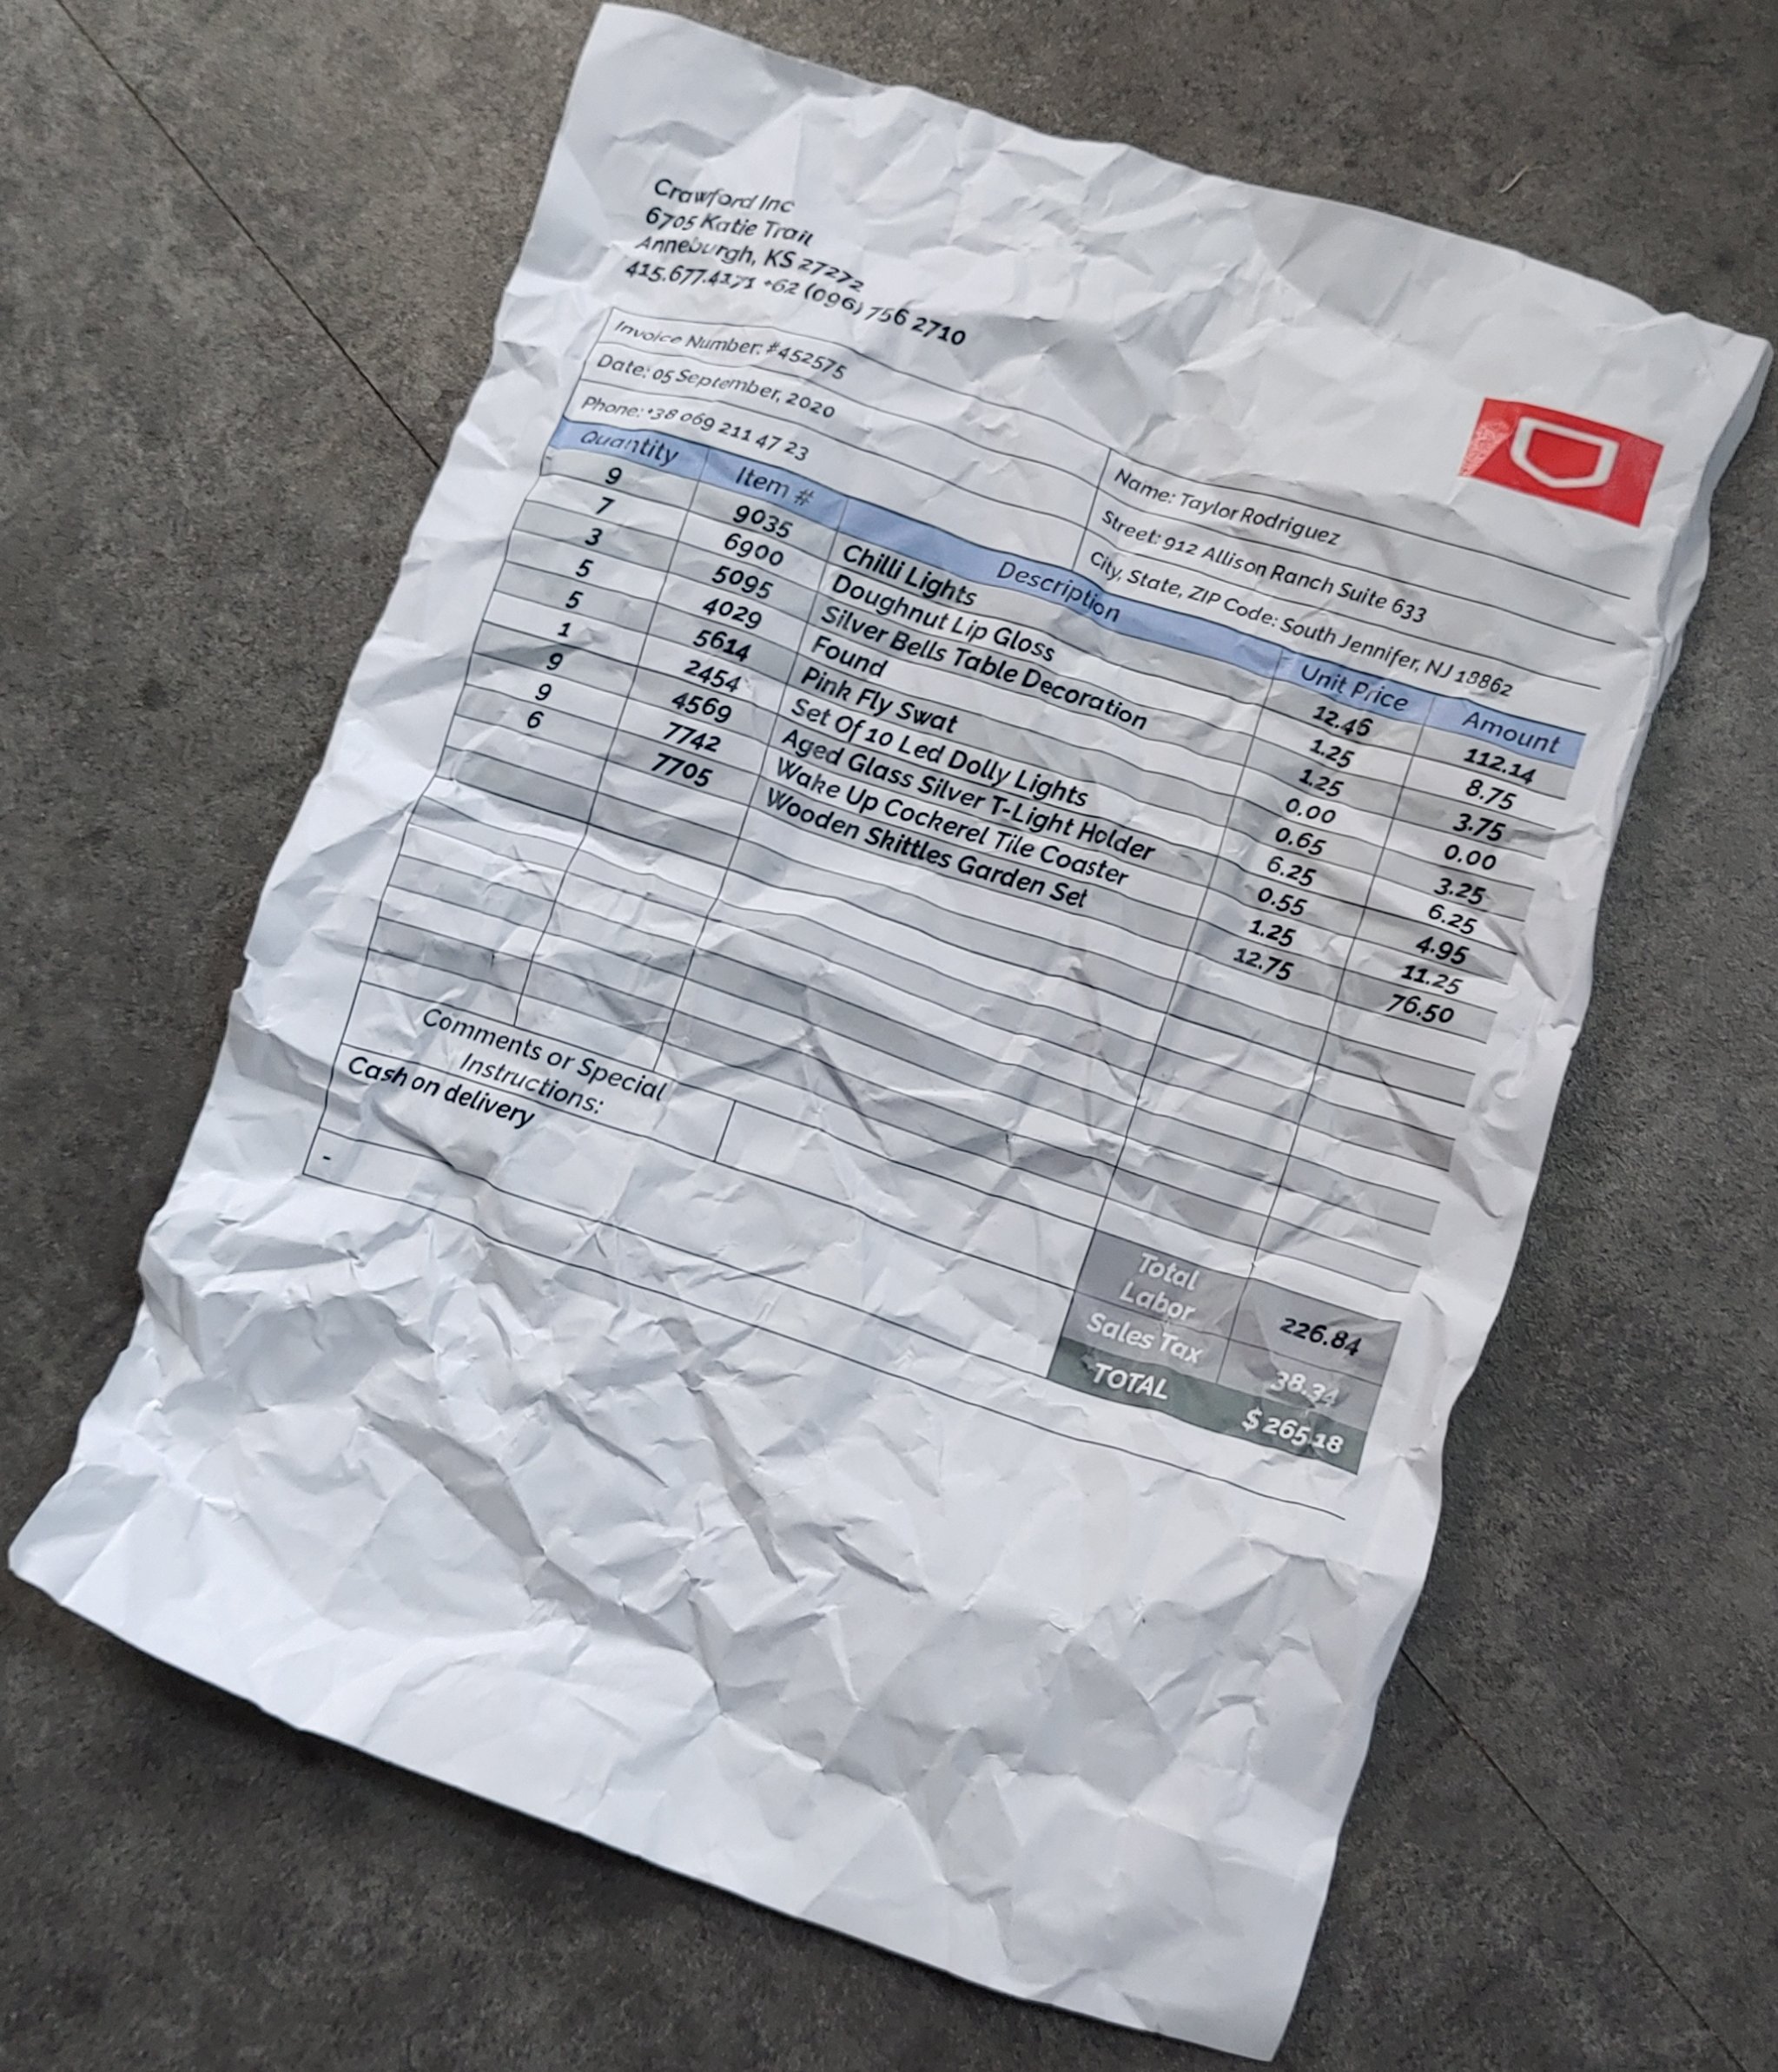 Crawford Inc
6705 Katie Trail
Anneburgh, KS 27272
415.677.4171 +62 (096) 756 2710
Invoice Number: #452575
Date: 05 September, 2020
Phone: +38 069 211 47 23
Name: Taylor Rodriguez
Street: 912 Allison Ranch Suite 633
City, State, ZIP Code: South Jennifer, NJ 18862
Quantity Item # Description Unit Price Amount
9 9035 Chilli Lights 12.46 112.14
7 6900 Doughnut Lip Gloss 1.25 8.75
3 5095 Silver Bells Table Decoration 1.25 3.75
5 4029 Found 0.00 0.00
5 5614 Pink Fly Swat 0.65 3.25
1 2454 Set Of 10 Led Dolly Lights 6.25 6.25
9 4569 Aged Glass Silver T-Light Holder 0.55 4.95
9 7742 Wake Up Cockerel Tile Coaster 1.25 11.25
6 7705 Wooden Skittles Garden Set 12.75 76.50
Comments or Special
Instructions:
Cash on delivery
-
Total 226.84
Labor
Sales Tax 38.34
TOTAL $ 265.18